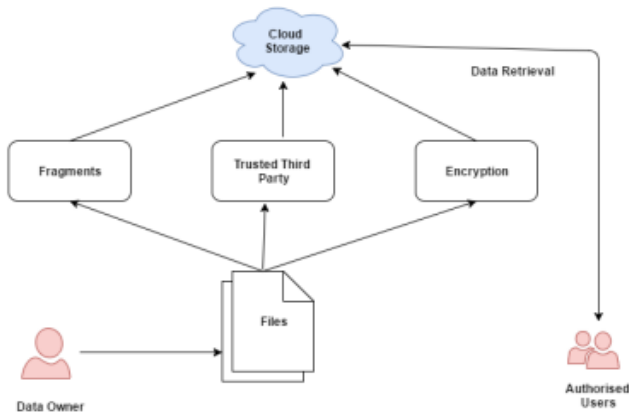 Cloud
Storage
Data Retrieval
Fragments
Trusted Third
Party
Encryption
Files
Data Owner
Authorised
Users